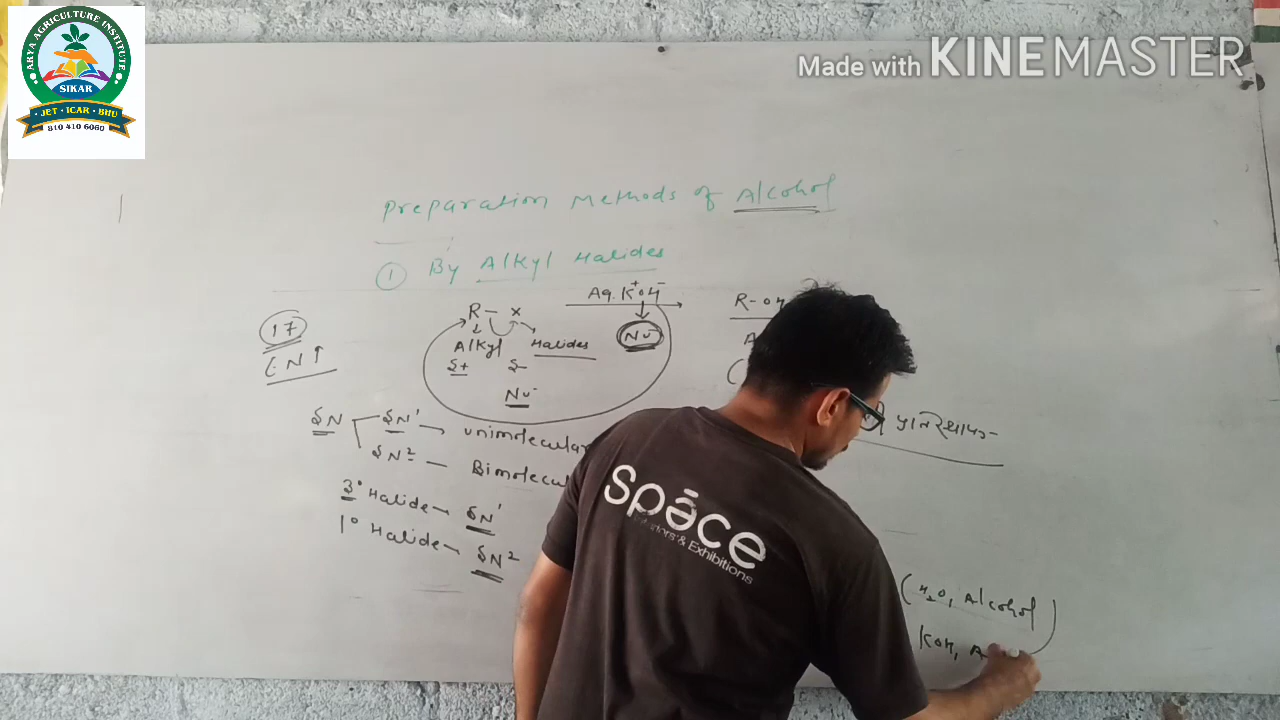 ARYA AGRICULTURE INSTITUTE
SIKAR
JET · ICAR · BHU
810 410 6060
Made with KINEMASTER
Preparation Methods of Alcohol
① By Alkyl Halides
R - X Aq. K⁺OH⁻ R-OH
Nu⁻
Alkyl Halides
δ+ δ-
Nu⁻
17
E.N↑
SN SN¹ → unimolecular
SN² — Bimolecul
3° Halide — SN¹
1° Halide — SN²
(H₂O, Alcohol
KOH, A
space
& Exhibitions